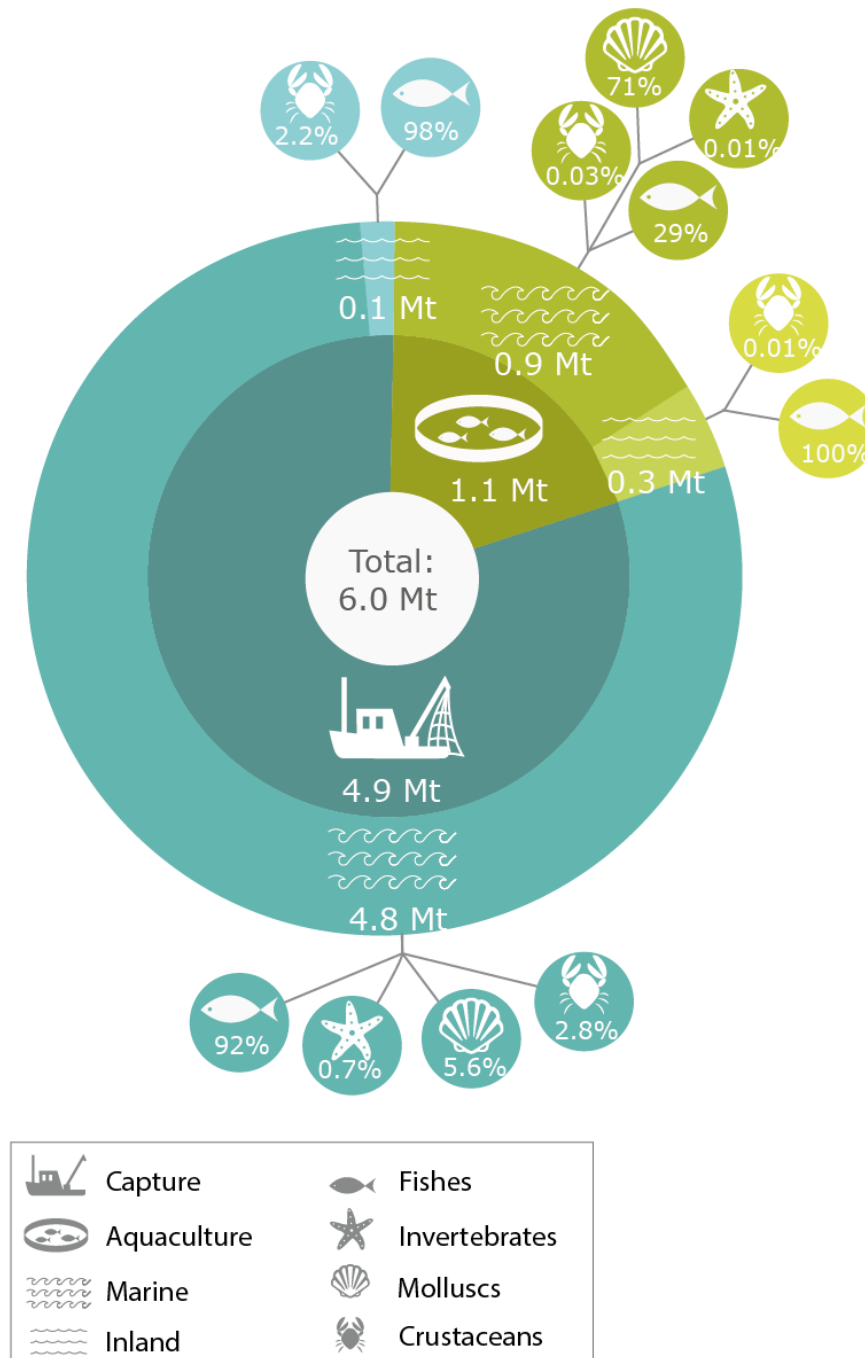 71%
2.2%
98%
0.03%
0.01%
29%
0.1 Mt
0.9 Mt
0.01%
100%
1.1 Mt
0.3 Mt
Total:
6.0 Mt
4.9 Mt
4.8 Mt
92%
0.7%
5.6%
2.8%
Capture
Fishes
Aquaculture
Invertebrates
Marine
Molluscs
Inland
Crustaceans